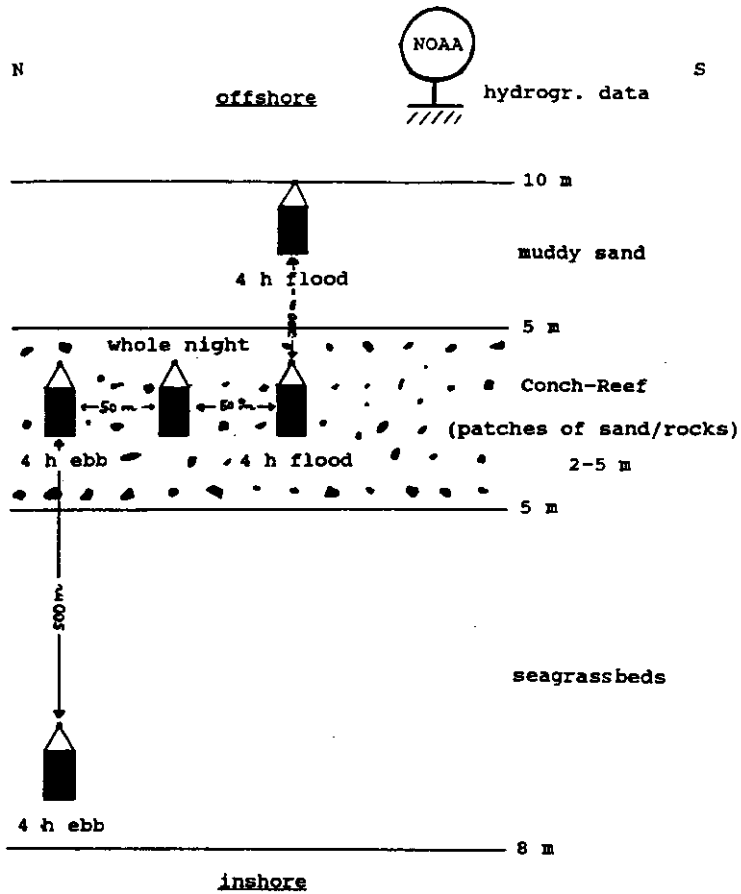 NOAA
N
S
offshore
hydrogr. data
10 m
muddy sand
4 h flood
5 m
whole night
Conch-Reef
50 m
50 m
(patches of sand/rocks)
4 h ebb
4 h flood
2-5 m
5 m
500 m
seagrassbeds
4 h ebb
8 m
inshore